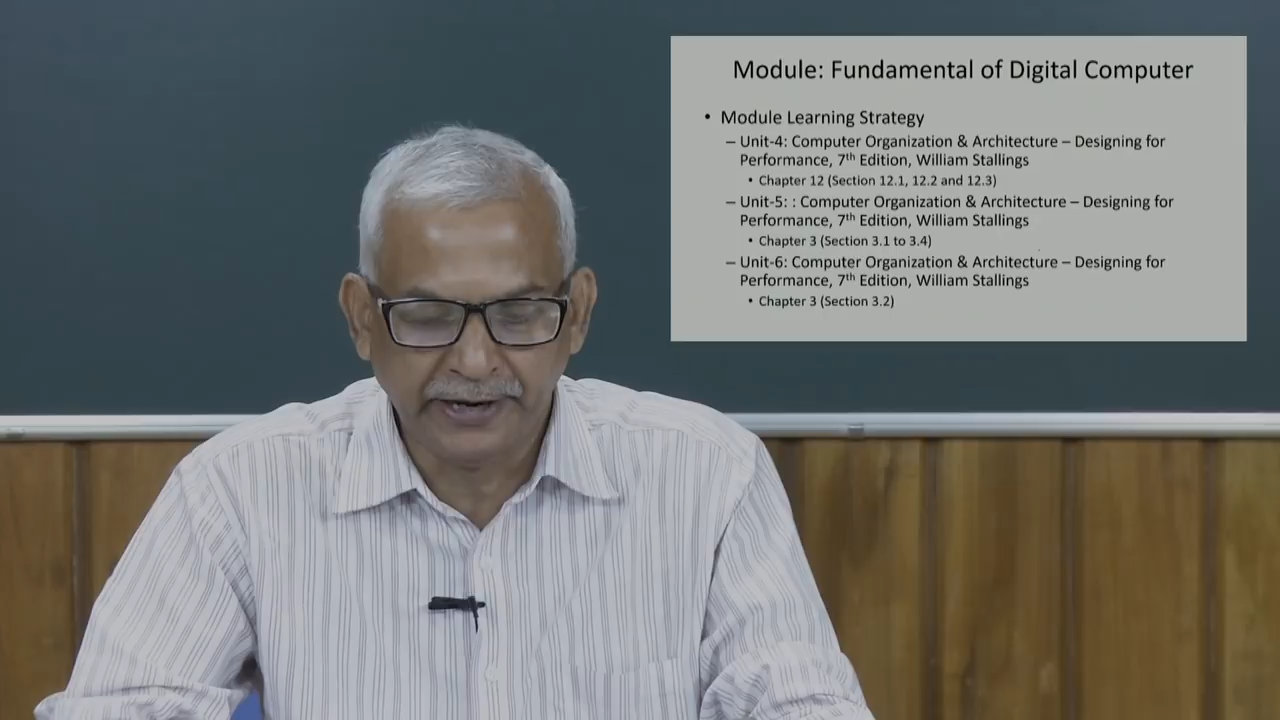 Module: Fundamental of Digital Computer
• Module Learning Strategy
– Unit-4: Computer Organization & Architecture – Designing for
Performance, 7th Edition, William Stallings
• Chapter 12 (Section 12.1, 12.2 and 12.3)
– Unit-5: : Computer Organization & Architecture – Designing for
Performance, 7th Edition, William Stallings
• Chapter 3 (Section 3.1 to 3.4)
– Unit-6: Computer Organization & Architecture – Designing for
Performance, 7th Edition, William Stallings
• Chapter 3 (Section 3.2)